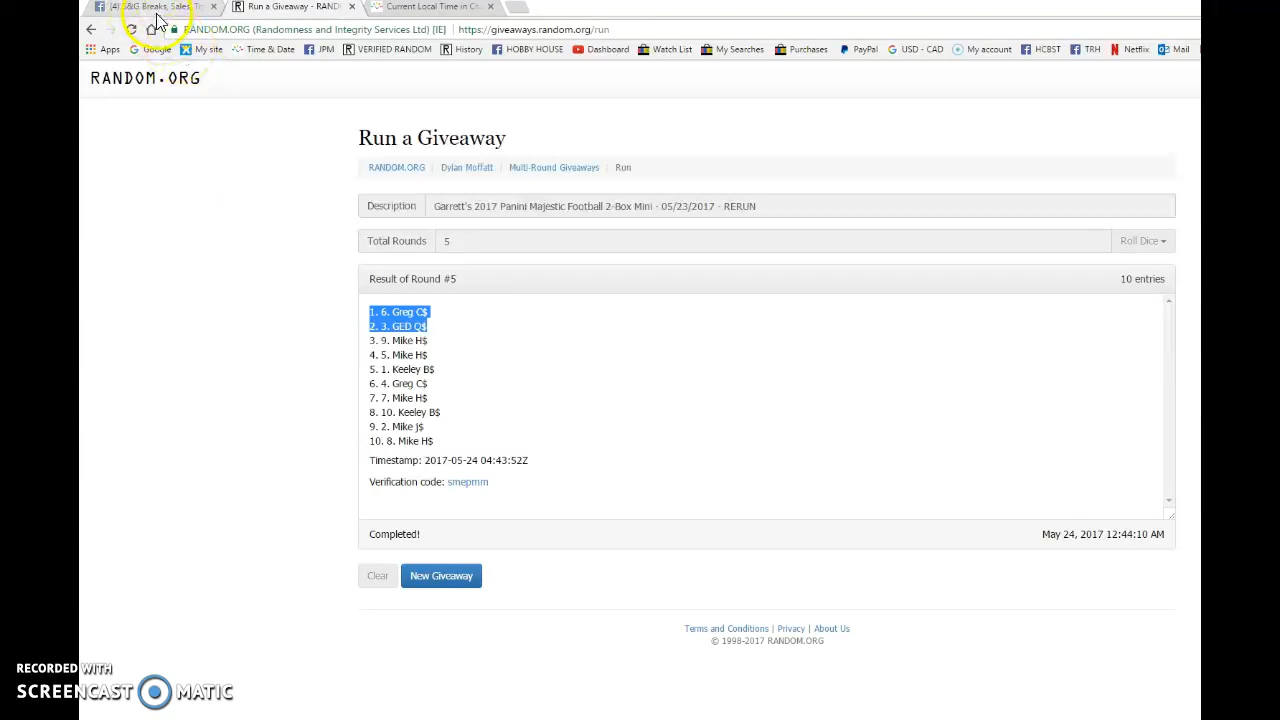 (4) S&G Breaks, Sales, Tr
Run a Giveaway - RAND
Current Local Time in Ch
RANDOM.ORG (Randomness and Integrity Services Ltd) [IE]
https://giveaways.random.org/run
Apps Google My site Time & Date JPM VERIFIED RANDOM History HOBBY HOUSE Dashboard Watch List My Searches Purchases PayPal USD - CAD My account HCBST TRH Netflix Mail
RANDOM.ORG
Run a Giveaway
RANDOM.ORG / Dylan Moffatt / Multi-Round Giveaways / Run
Description Garrett's 2017 Panini Majestic Football 2-Box Mini - 05/23/2017 - RERUN
Total Rounds 5 Roll Dice
Result of Round #5 10 entries
1. 6. Greg C$
2. 3. GED Q$
3. 9. Mike H$
4. 5. Mike H$
5. 1. Keeley B$
6. 4. Greg C$
7. 7. Mike H$
8. 10. Keeley B$
9. 2. Mike J$
10. 8. Mike H$
Timestamp: 2017-05-24 04:43:52Z
Verification code: smepmm
Completed! May 24, 2017 12:44:10 AM
Clear New Giveaway
Terms and Conditions | Privacy | About Us
© 1998-2017 RANDOM.ORG
RECORDED WITH
SCREENCAST MATIC